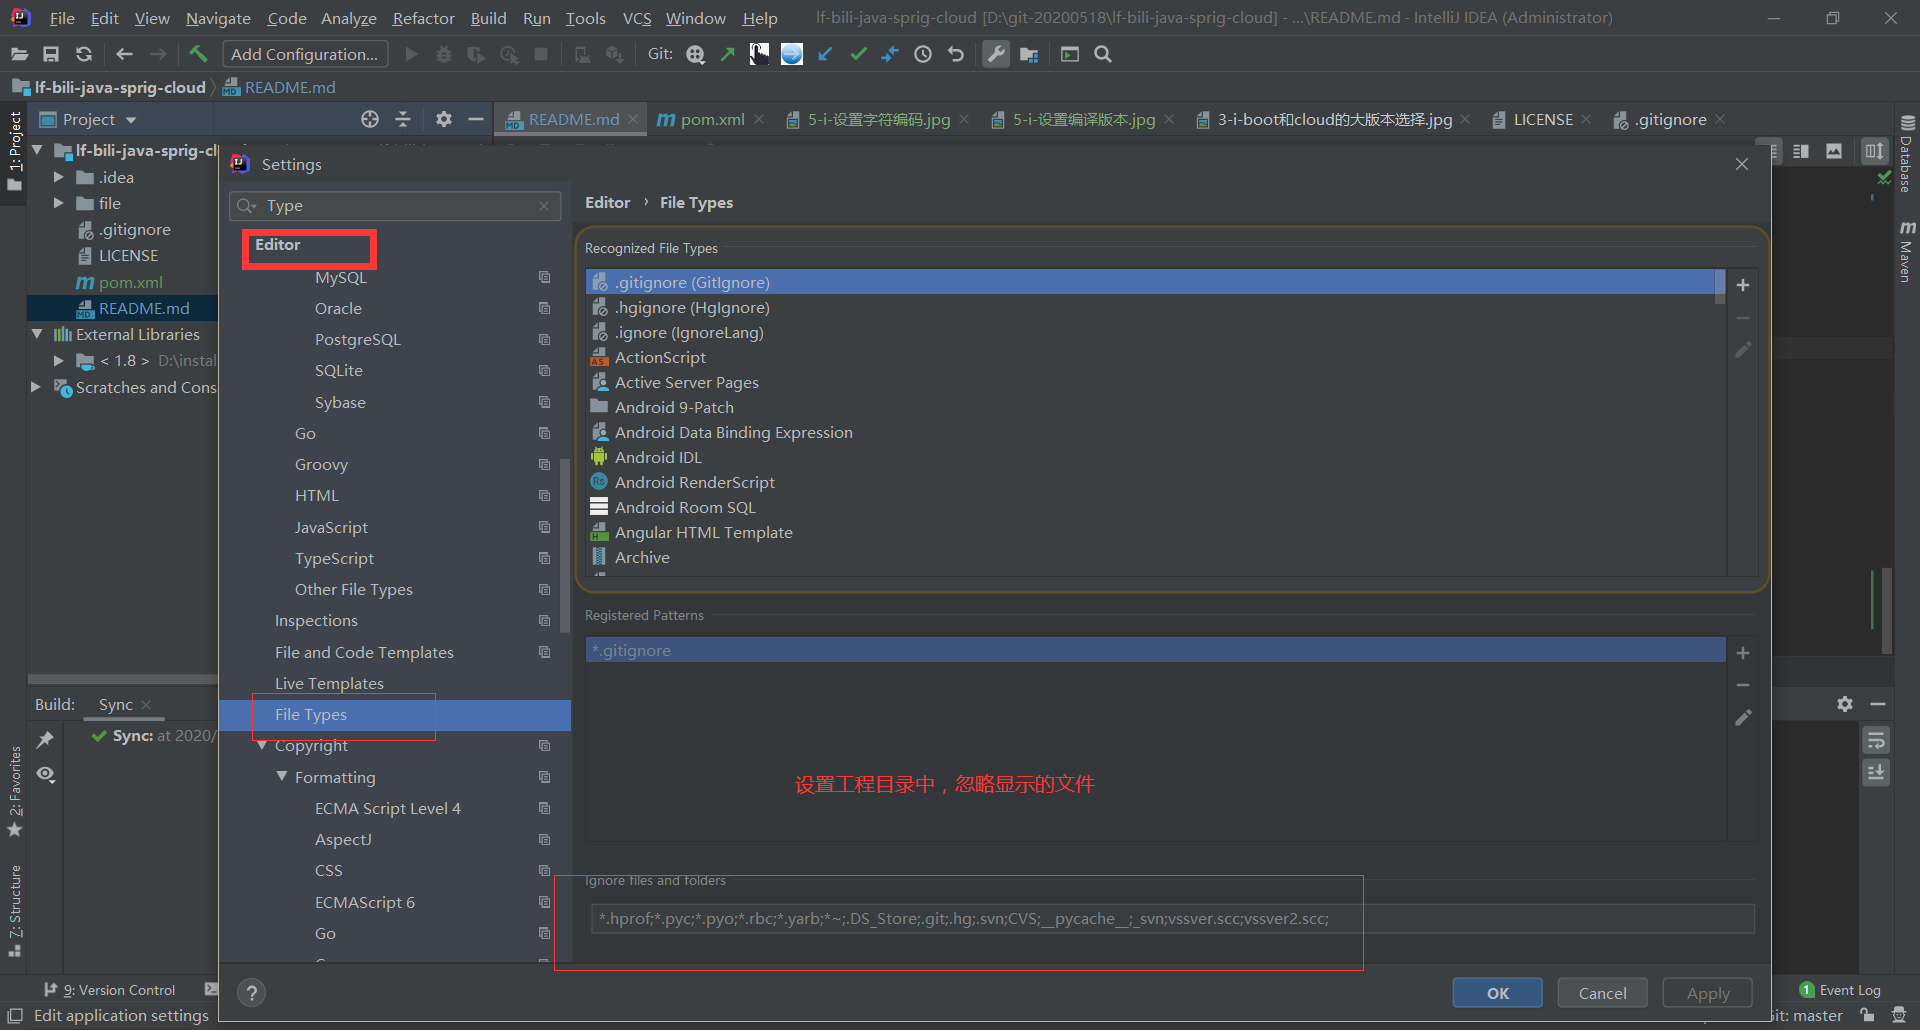 File Edit View Navigate Code Analyze Refactor Build Run Tools VCS Window Help lf-bili-java-sprig-cloud [D:\git-20200518\lf-bili-java-sprig-cloud] - ...\README.md - IntelliJ IDEA (Administrator)
Add Configuration... Git:
lf-bili-java-sprig-cloud README.md
Project README.md pom.xml 5-i-设置字符编码.jpg 5-i-设置编译版本.jpg 3-i-boot和cloud的大版本选择.jpg LICENSE .gitignore
1: Project
lf-bili-java-sprig-cl
.idea
file
.gitignore
LICENSE
pom.xml
README.md
External Libraries
< 1.8 > D:\instal
Scratches and Cons
Database
Maven
Settings
Type
Editor
MySQL
Oracle
PostgreSQL
SQLite
Sybase
Go
Groovy
HTML
JavaScript
TypeScript
Other File Types
Inspections
File and Code Templates
Live Templates
File Types
Copyright
Formatting
ECMA Script Level 4
AspectJ
CSS
ECMAScript 6
Go
Editor › File Types
Recognized File Types
.gitignore (GitIgnore)
.hgignore (HgIgnore)
.ignore (IgnoreLang)
ActionScript
Active Server Pages
Android 9-Patch
Android Data Binding Expression
Android IDL
Android RenderScript
Android Room SQL
Angular HTML Template
Archive
Registered Patterns
*.gitignore
设置工程目录中，忽略显示的文件
Ignore files and folders
*.hprof;*.pyc;*.pyo;*.rbc;*.yarb;*~;.DS_Store;.git;.hg;.svn;CVS;__pycache__;_svn;vssver.scc;vssver2.scc;
OK Cancel Apply
Build: Sync
Sync: at 2020/
2: Favorites
7: Structure
9: Version Control
1 Event Log
Edit application settings
Git: master